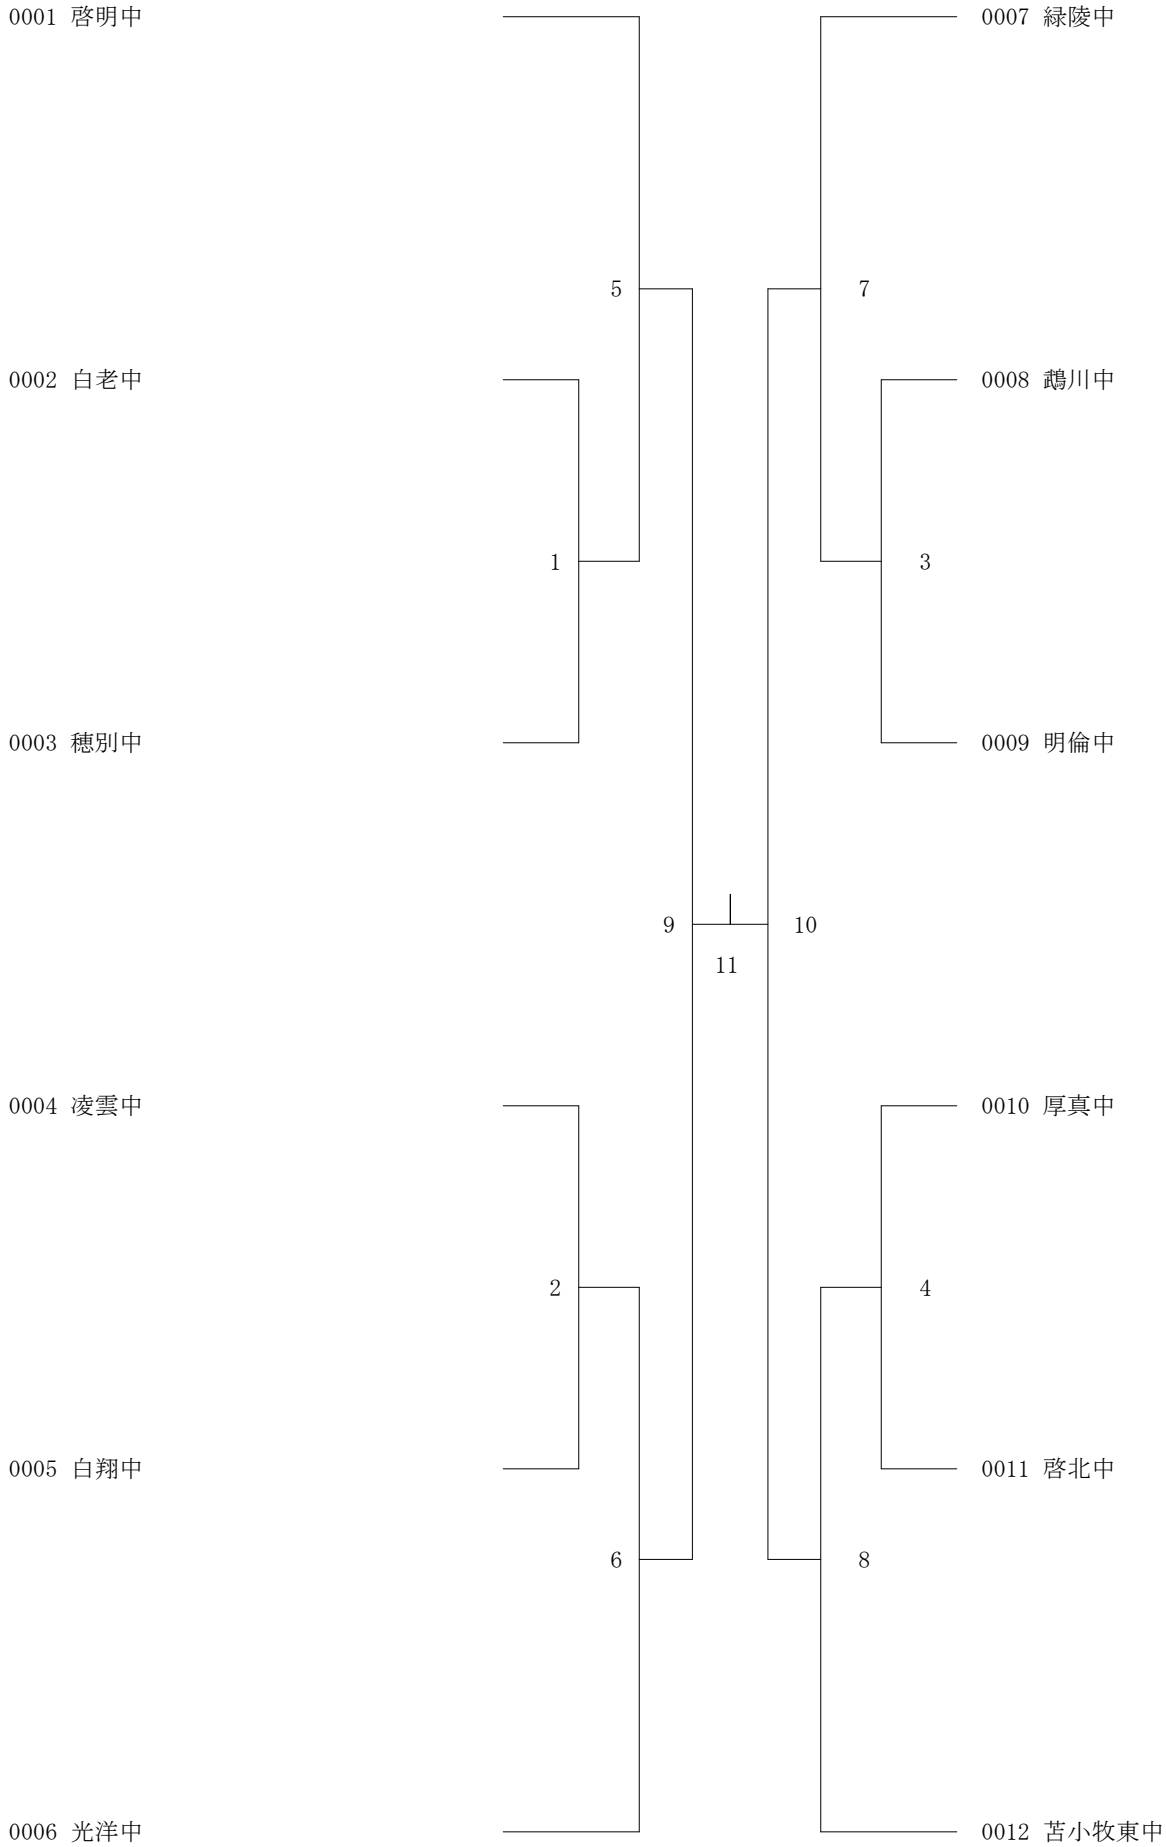 0001 啓明中
0007 緑陵中
5
7
0002 白老中
0008 鵡川中
1
3
0003 穂別中
0009 明倫中
9
10
11
0004 凌雲中
0010 厚真中
2
4
0005 白翔中
0011 啓北中
6
8
0006 光洋中
0012 苫小牧東中